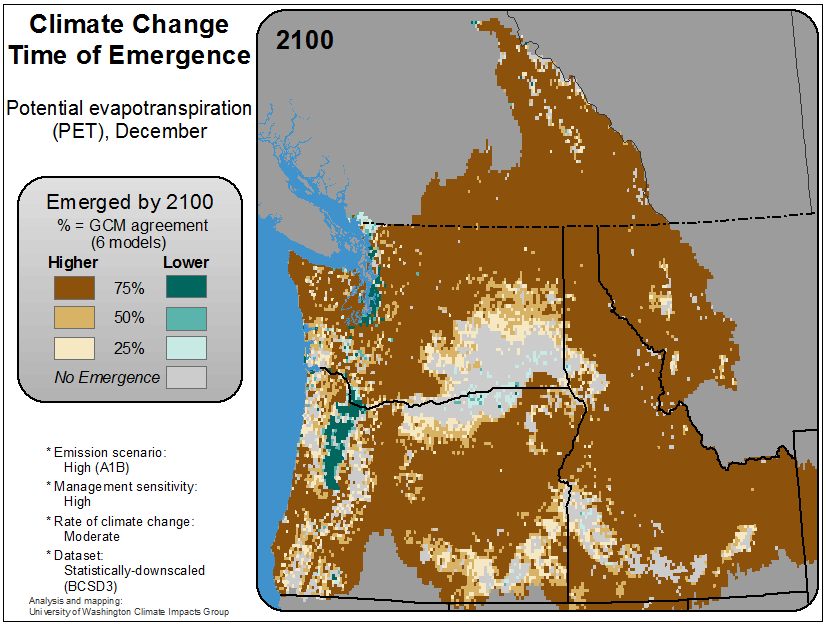 Climate Change
Time of Emergence
Potential evapotranspiration
(PET), December
Emerged by 2100
% = GCM agreement
(6 models)
Higher Lower
75%
50%
25%
No Emergence
* Emission scenario:
High (A1B)
* Management sensitivity:
High
* Rate of climate change:
Moderate
* Dataset:
Statistically-downscaled
(BCSD3)
Analysis and mapping:
University of Washington Climate Impacts Group
2100